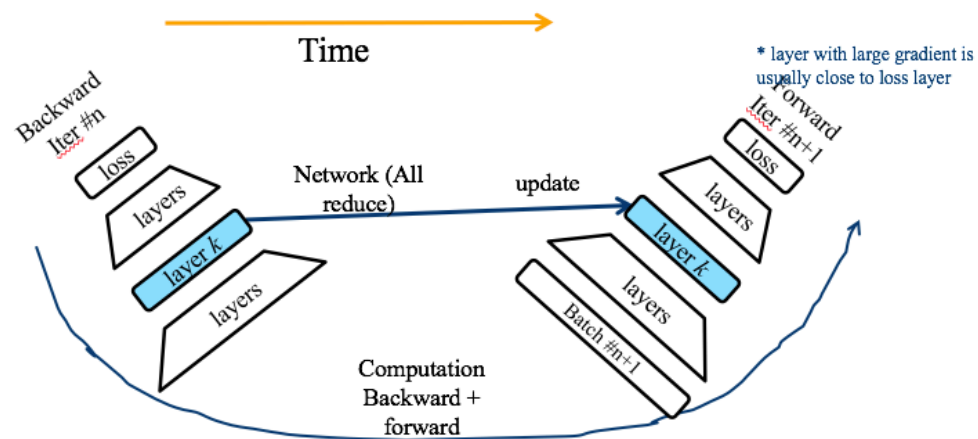 Time
* layer with large gradient is
usually close to loss layer
Backward
Iter #n
loss
layers
layer k
layers
Network (All
reduce)
update
Forward
Iter #n+1
loss
layers
layer k
layers
Batch #n+1
Computation
Backward +
forward